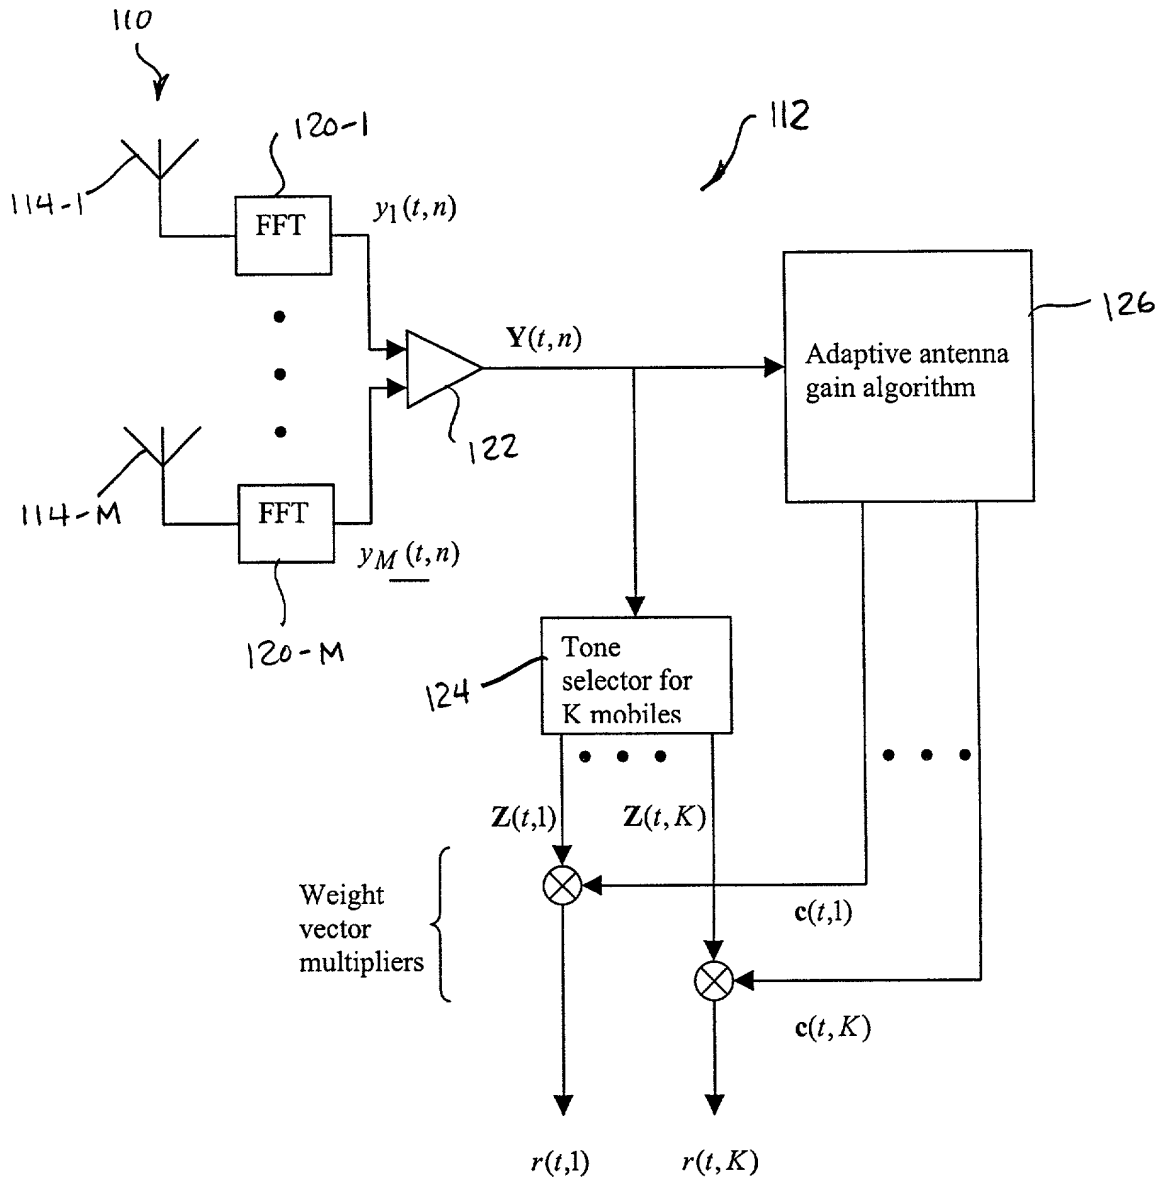 110
120-1
112
114-1
FFT
y1(t,n)
126
Y(t,n)
Adaptive antenna
gain algorithm
122
114-M
FFT
yM(t,n)
120-M
124
Tone
selector for
K mobiles
Z(t,1)
Z(t,K)
Weight
vector
multipliers
c(t,1)
c(t,K)
r(t,1)
r(t,K)